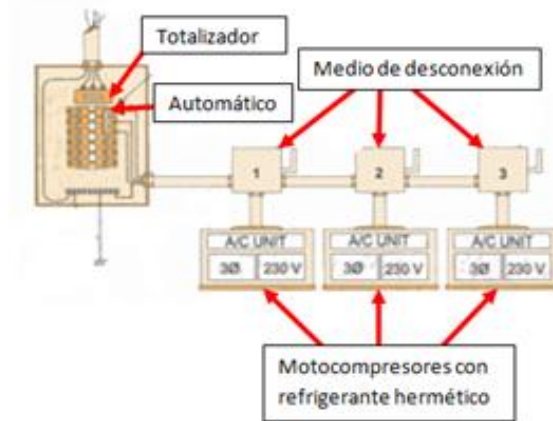 Totalizador
Medio de desconexión
Automático
1
2
3
A/C UNIT
3Ø 230 V
A/C UNIT
3Ø 230 V
A/C UNIT
3Ø 230 V
Motocompresores con
refrigerante hermético